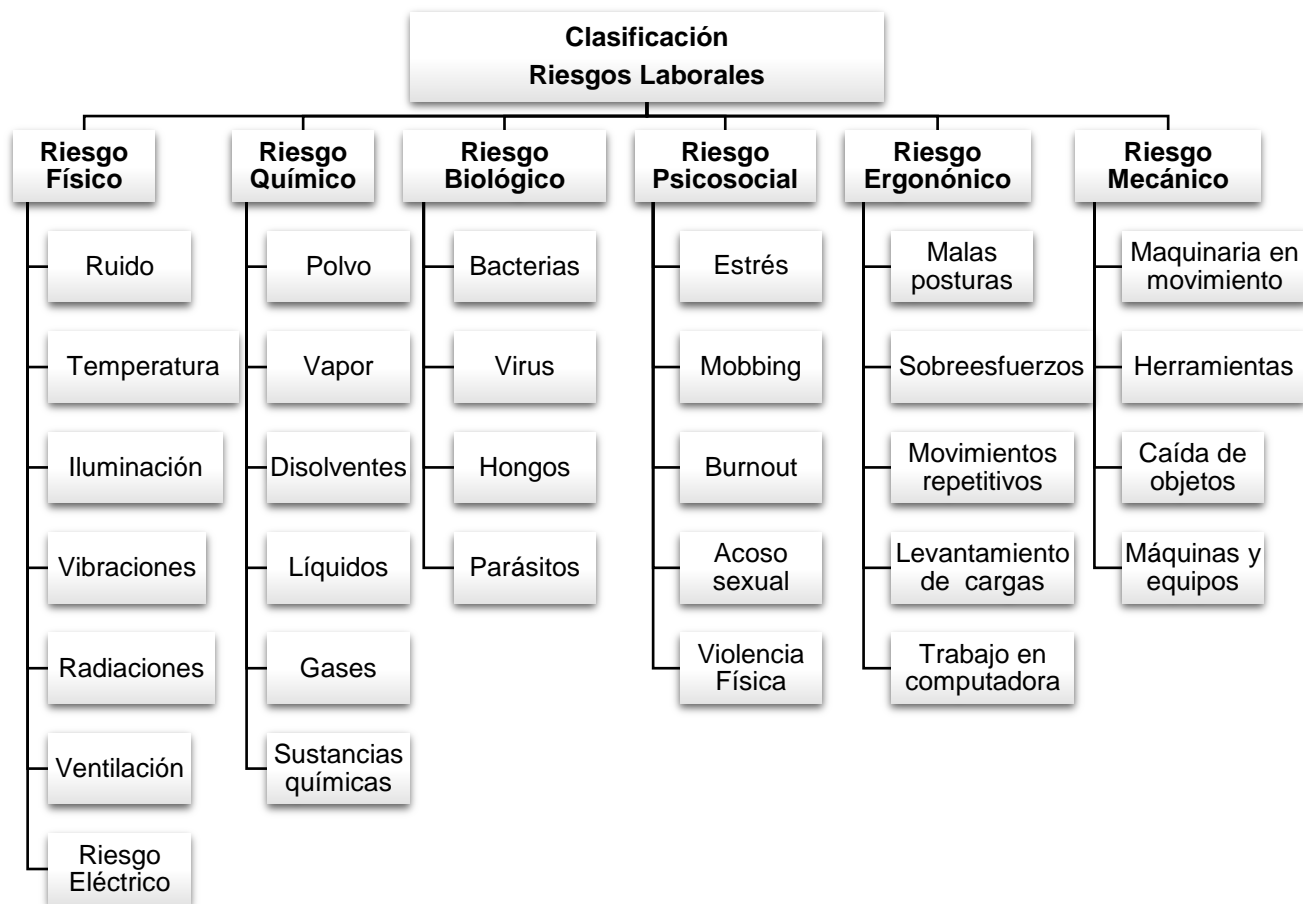 Clasificación
Riesgos Laborales
Riesgo
Físico
Ruido
Temperatura
Iluminación
Vibraciones
Radiaciones
Ventilación
Riesgo
Eléctrico
Riesgo
Químico
Polvo
Vapor
Disolventes
Líquidos
Gases
Sustancias
químicas
Riesgo
Biológico
Bacterias
Virus
Hongos
Parásitos
Riesgo
Psicosocial
Estrés
Mobbing
Burnout
Acoso
sexual
Violencia
Física
Riesgo
Ergonónico
Malas
posturas
Sobreesfuerzos
Movimientos
repetitivos
Levantamiento
de cargas
Trabajo en
computadora
Riesgo
Mecánico
Maquinaria en
movimiento
Herramientas
Caída de
objetos
Máquinas y
equipos